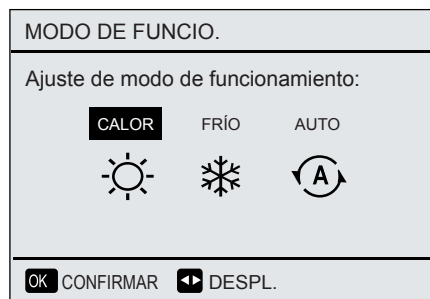 MODO DE FUNCIO.
Ajuste de modo de funcionamiento:
CALOR FRÍO AUTO
A
OK CONFIRMAR DESPL.